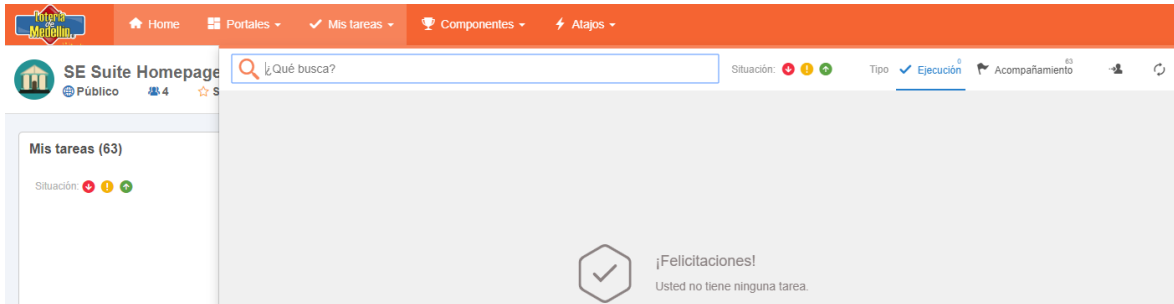 Lotería
de
Medellín
Home Portales Mis tareas Componentes Atajos
SE Suite Homepage
Público 4 S
¿Qué busca?
Situación: Tipo Ejecución 0 Acompañamiento 63
Mis tareas (63)
Situación:
¡Felicitaciones!
Usted no tiene ninguna tarea.